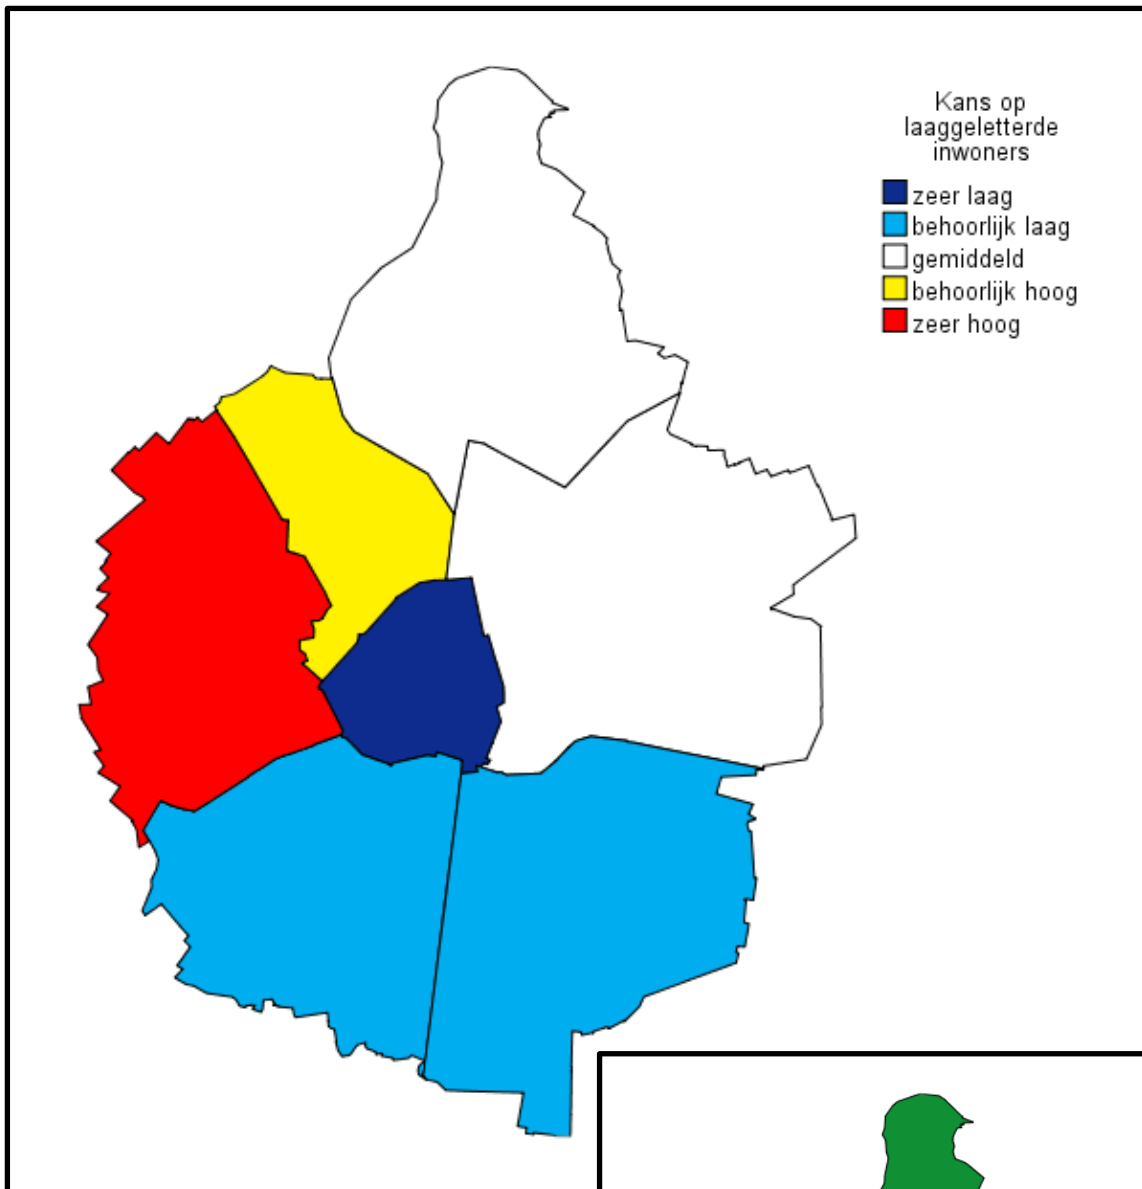 Kans op
laaggeletterde
inwoners
zeer laag
behoorlijk laag
gemiddeld
behoorlijk hoog
zeer hoog